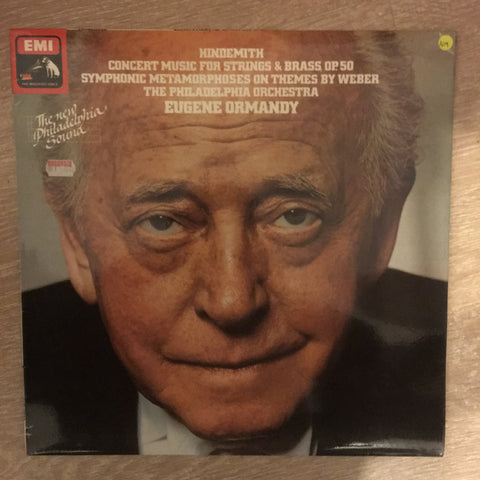 EMI
HINDEMITH
CONCERT MUSIC FOR STRINGS & BRASS, OP 50
SYMPHONIC METAMORPHOSES ON THEMES BY WEBER
THE PHILADELPHIA ORCHESTRA
EUGENE ORMANDY
The new
Philadelphia
Sound